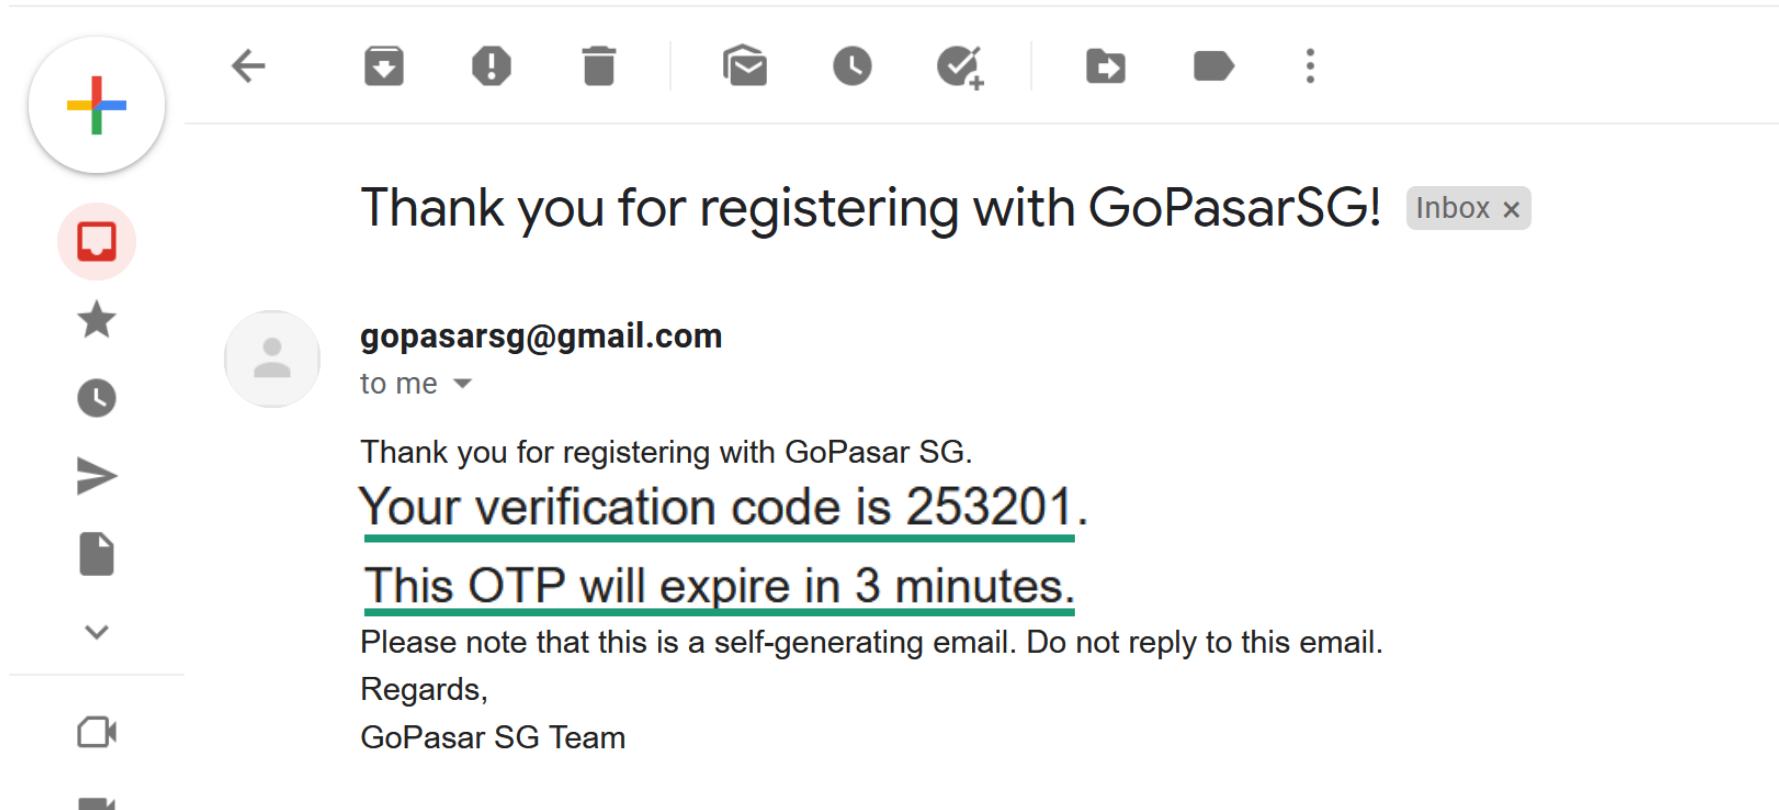 Thank you for registering with GoPasarSG! Inbox ×
gopasarsg@gmail.com
to me
Thank you for registering with GoPasar SG.
Your verification code is 253201.
This OTP will expire in 3 minutes.
Please note that this is a self-generating email. Do not reply to this email.
Regards,
GoPasar SG Team